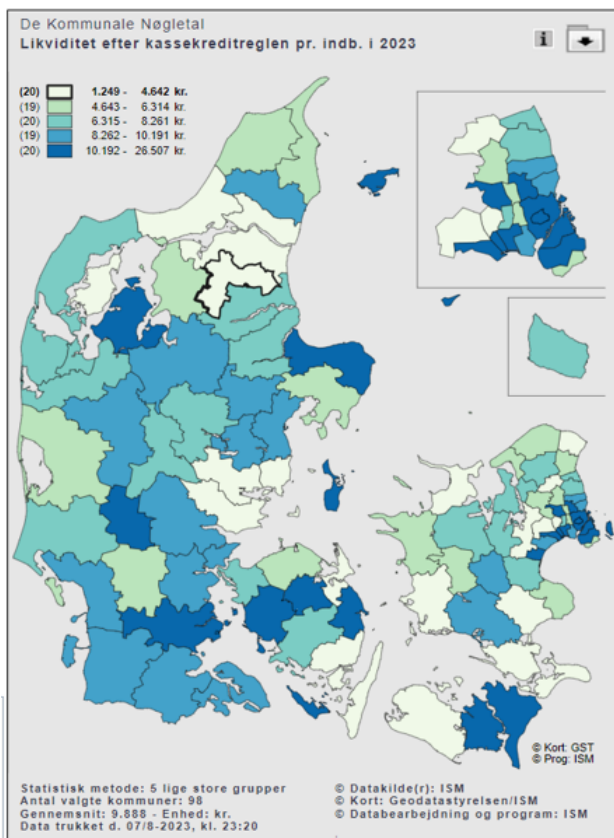 De Kommunale Nøgletal
Likviditet efter kassekreditreglen pr. indb. i 2023
i
(20) 1.249 - 4.642 kr.
(19) 4.643 - 6.314 kr.
(20) 6.315 - 8.261 kr.
(19) 8.262 - 10.191 kr.
(20) 10.192 - 26.507 kr.
© Kort: GST
© Prog: ISM
Statistisk metode: 5 lige store grupper
Antal valgte kommuner: 98
Gennemsnit: 9.888 - Enhed: kr.
Data trukket d. 07/8-2023, kl. 23:20
© Datakilde(r): ISM
© Kort: Geodatastyrelsen/ISM
© Databearbejdning og program: ISM